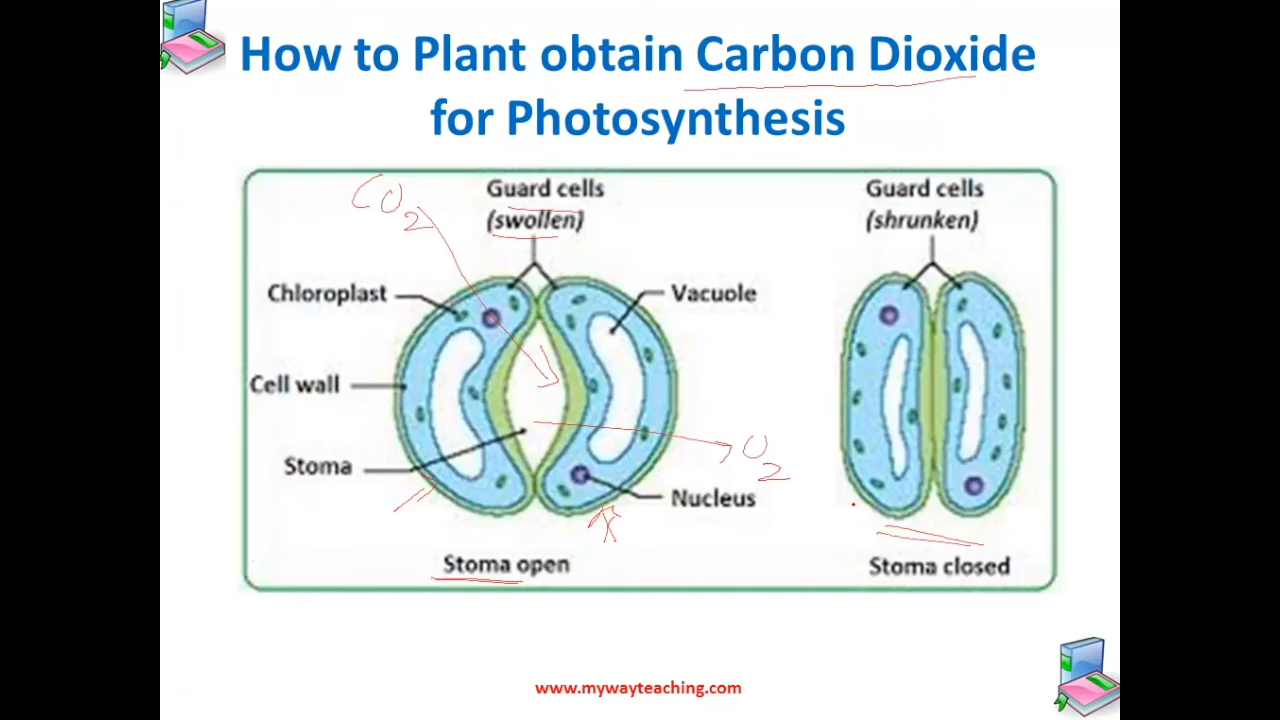 How to Plant obtain Carbon Dioxide
for Photosynthesis
Guard cells
(swollen)
Guard cells
(shrunken)
CO2
Chloroplast
Vacuole
Cell wall
O2
Stoma
Nucleus
Stoma open
Stoma closed
www.mywayteaching.com